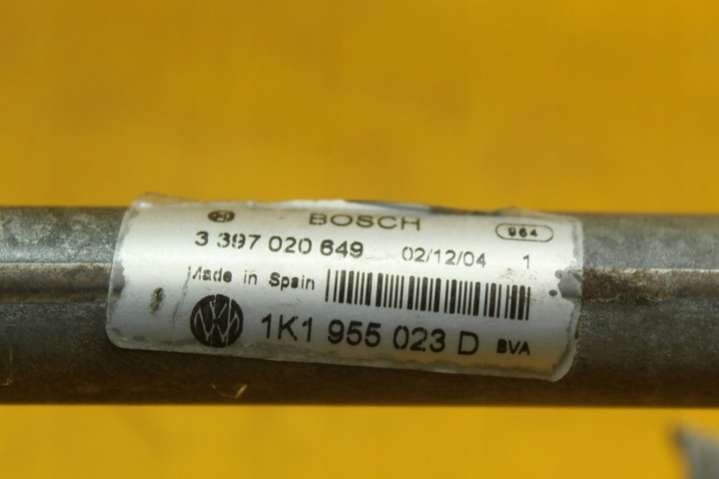 BOSCH 964
3 397 020 649 02/12/04 1
Made in Spain
1K1 955 023 D BVA